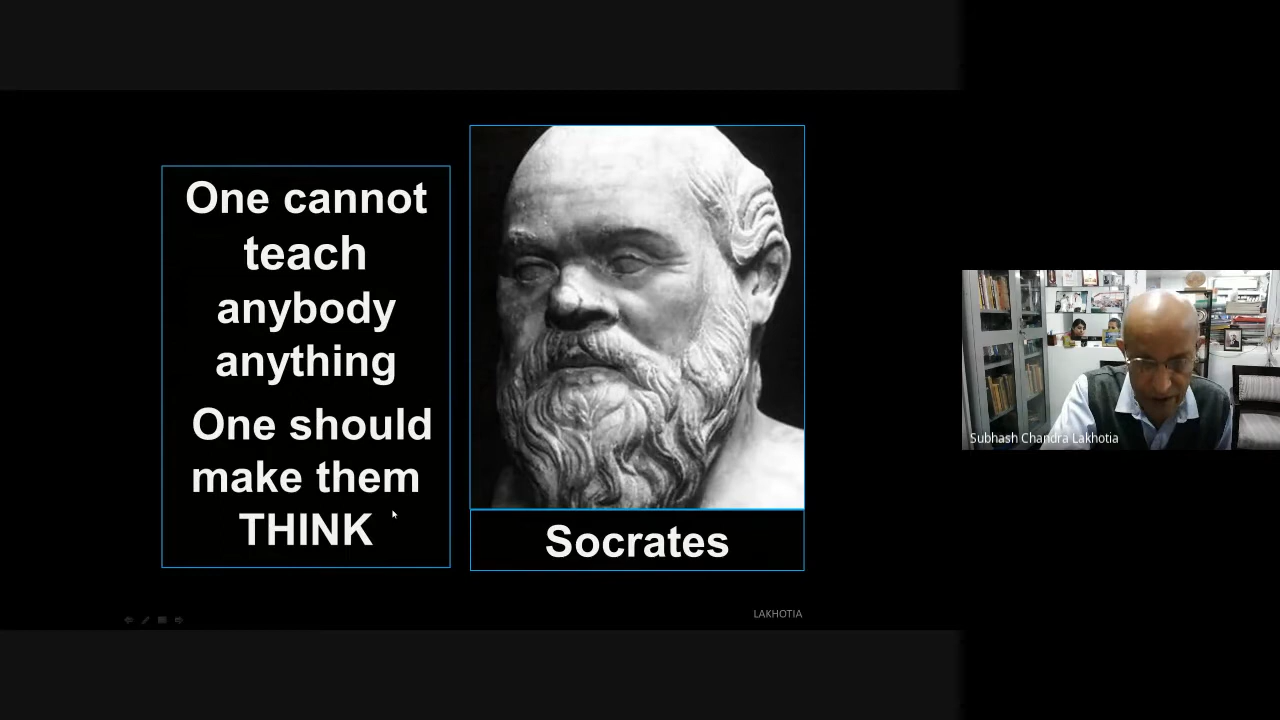 One cannot
teach
anybody
anything
One should
make them
THINK
Socrates
LAKHOTIA
Subhash Chandra Lakhotia